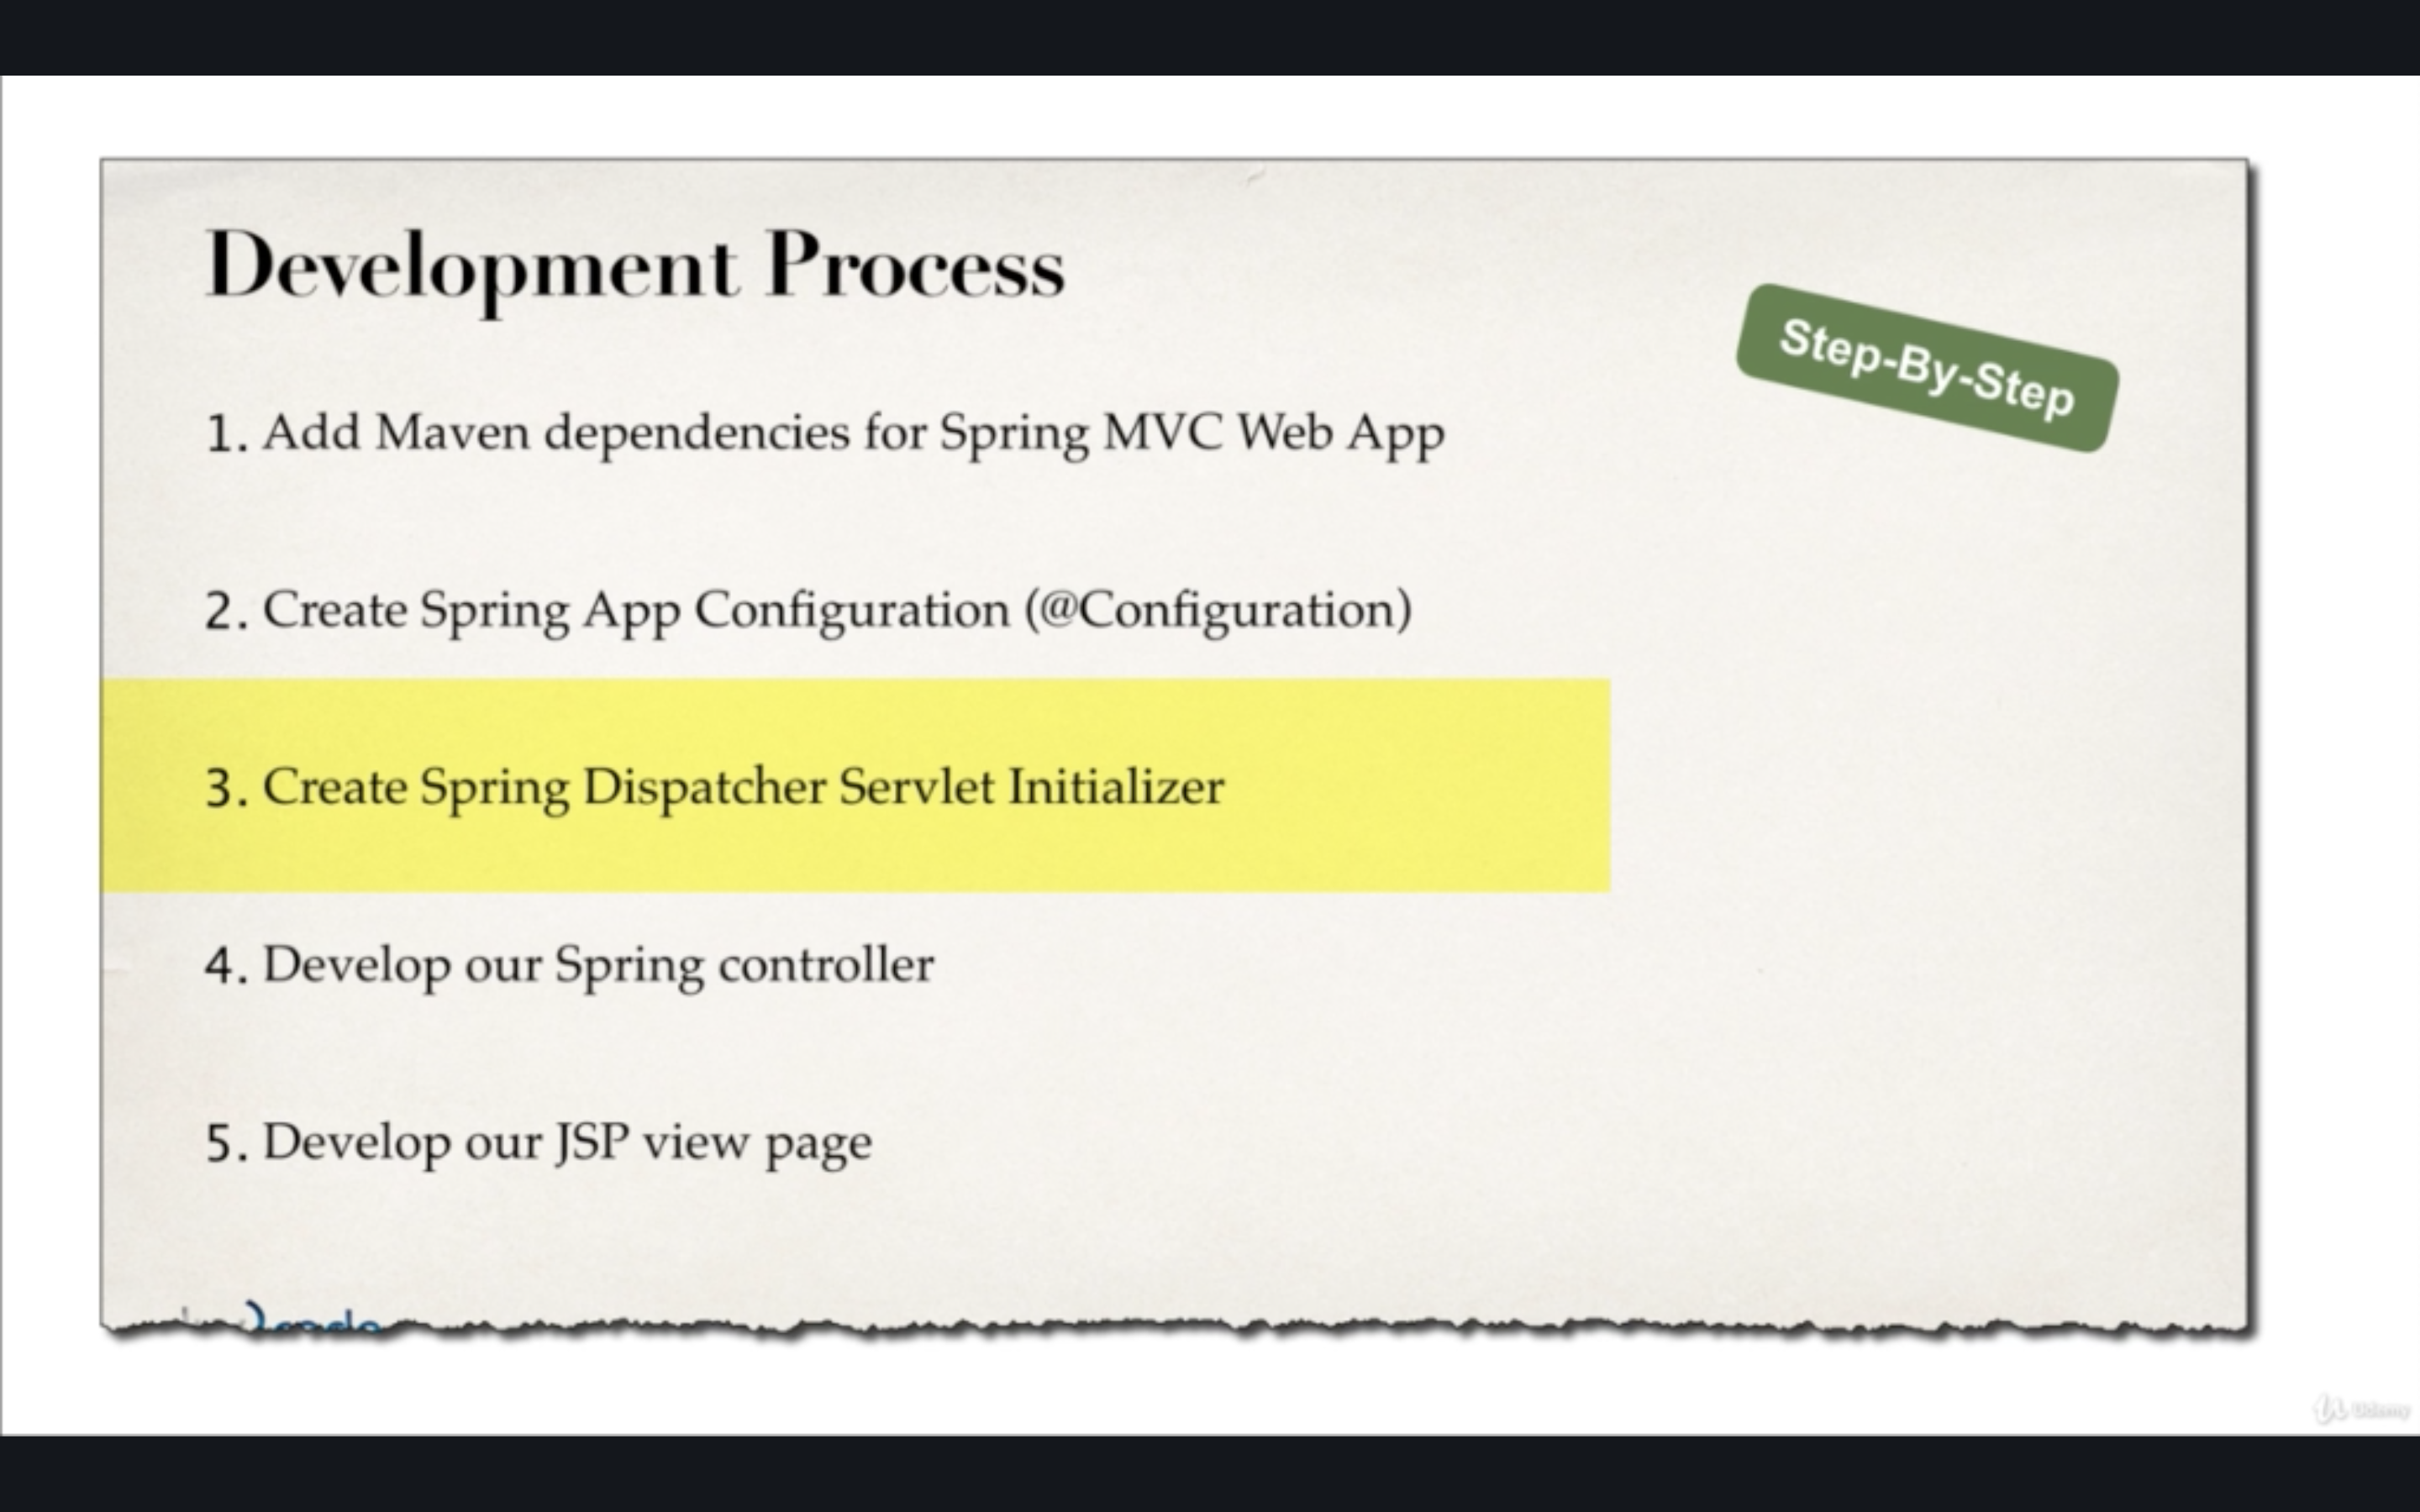 Development Process
Step-By-Step
1. Add Maven dependencies for Spring MVC Web App
2. Create Spring App Configuration (@Configuration)
3. Create Spring Dispatcher Servlet Initializer
4. Develop our Spring controller
5. Develop our JSP view page
Udemy